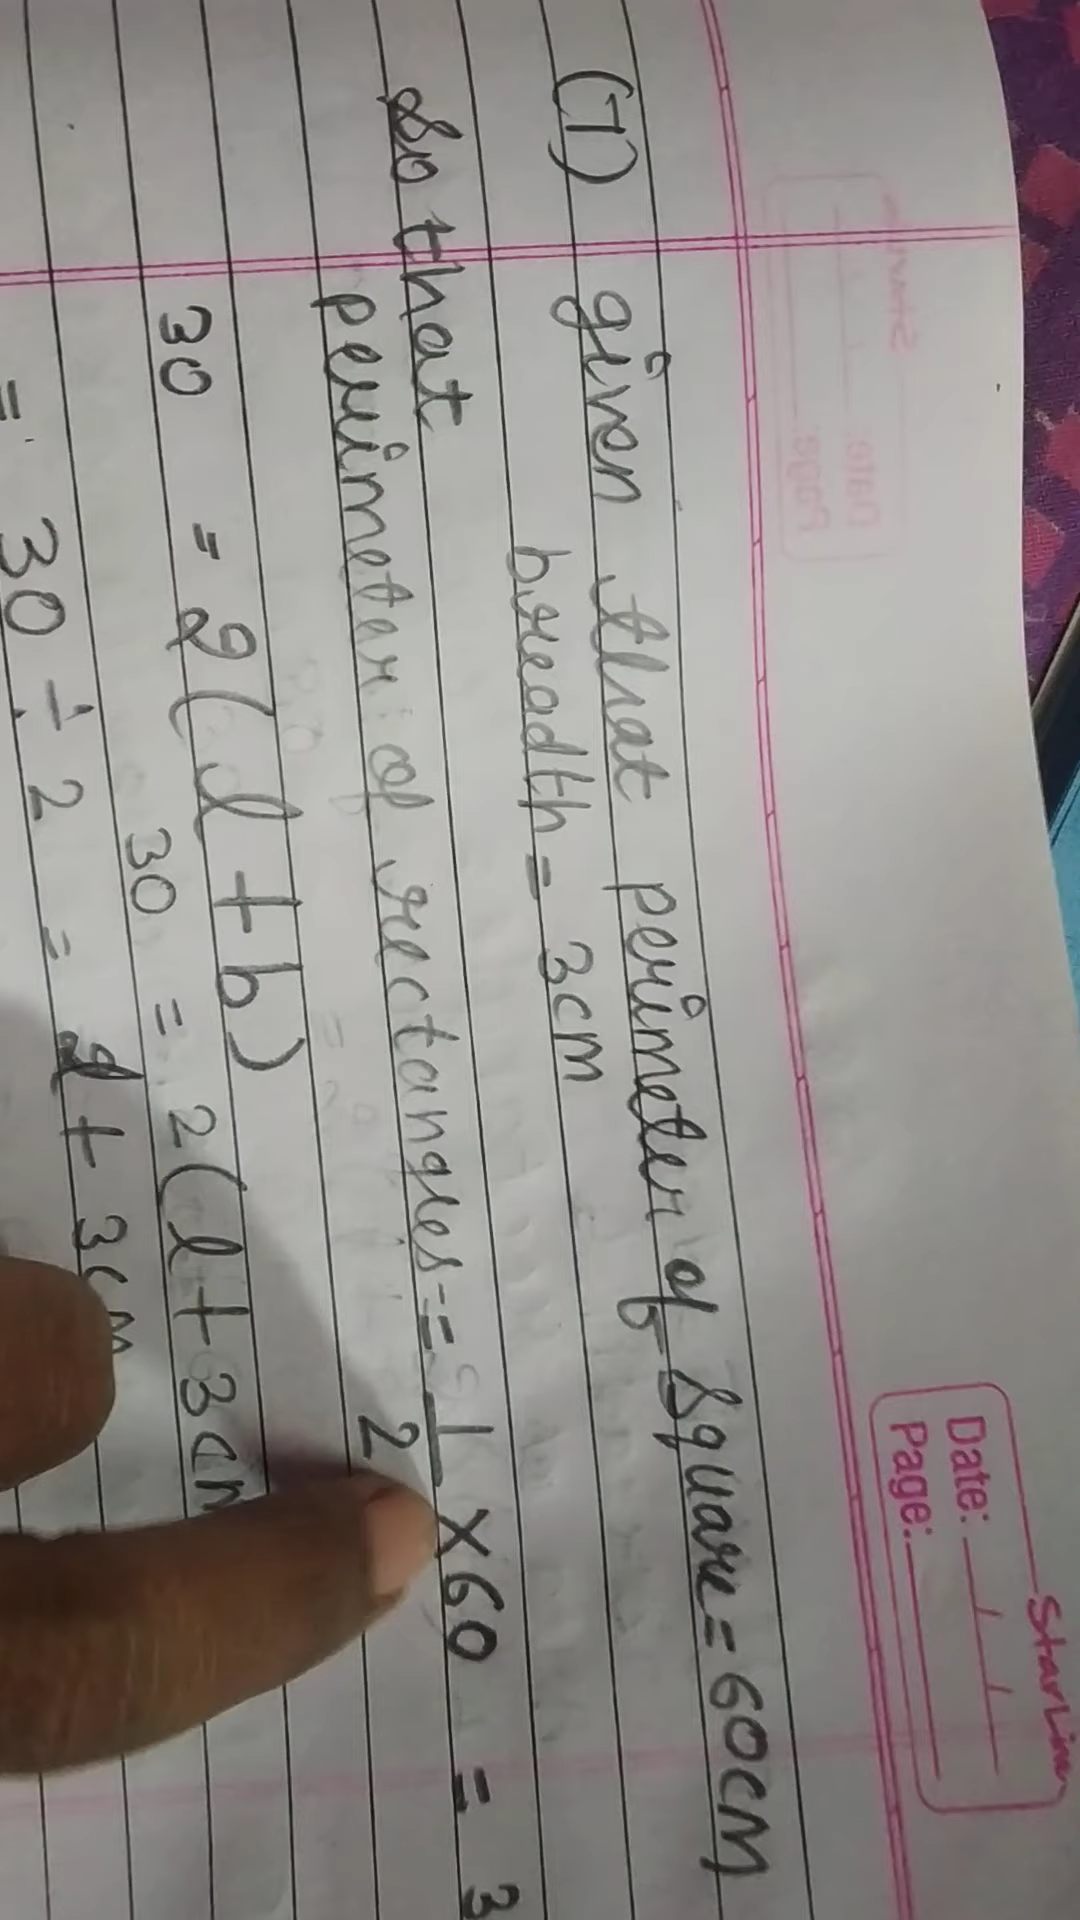 Starline
Date:
Page:
(7) given that perimeter of square = 60cm
breadth = 3cm
so that
perimeter of rectangles = 1/2 × 60 = 3
30 = 2(l + b)
30 = 2(l + 3cm
= 30 ÷ 2 = l + 3cm